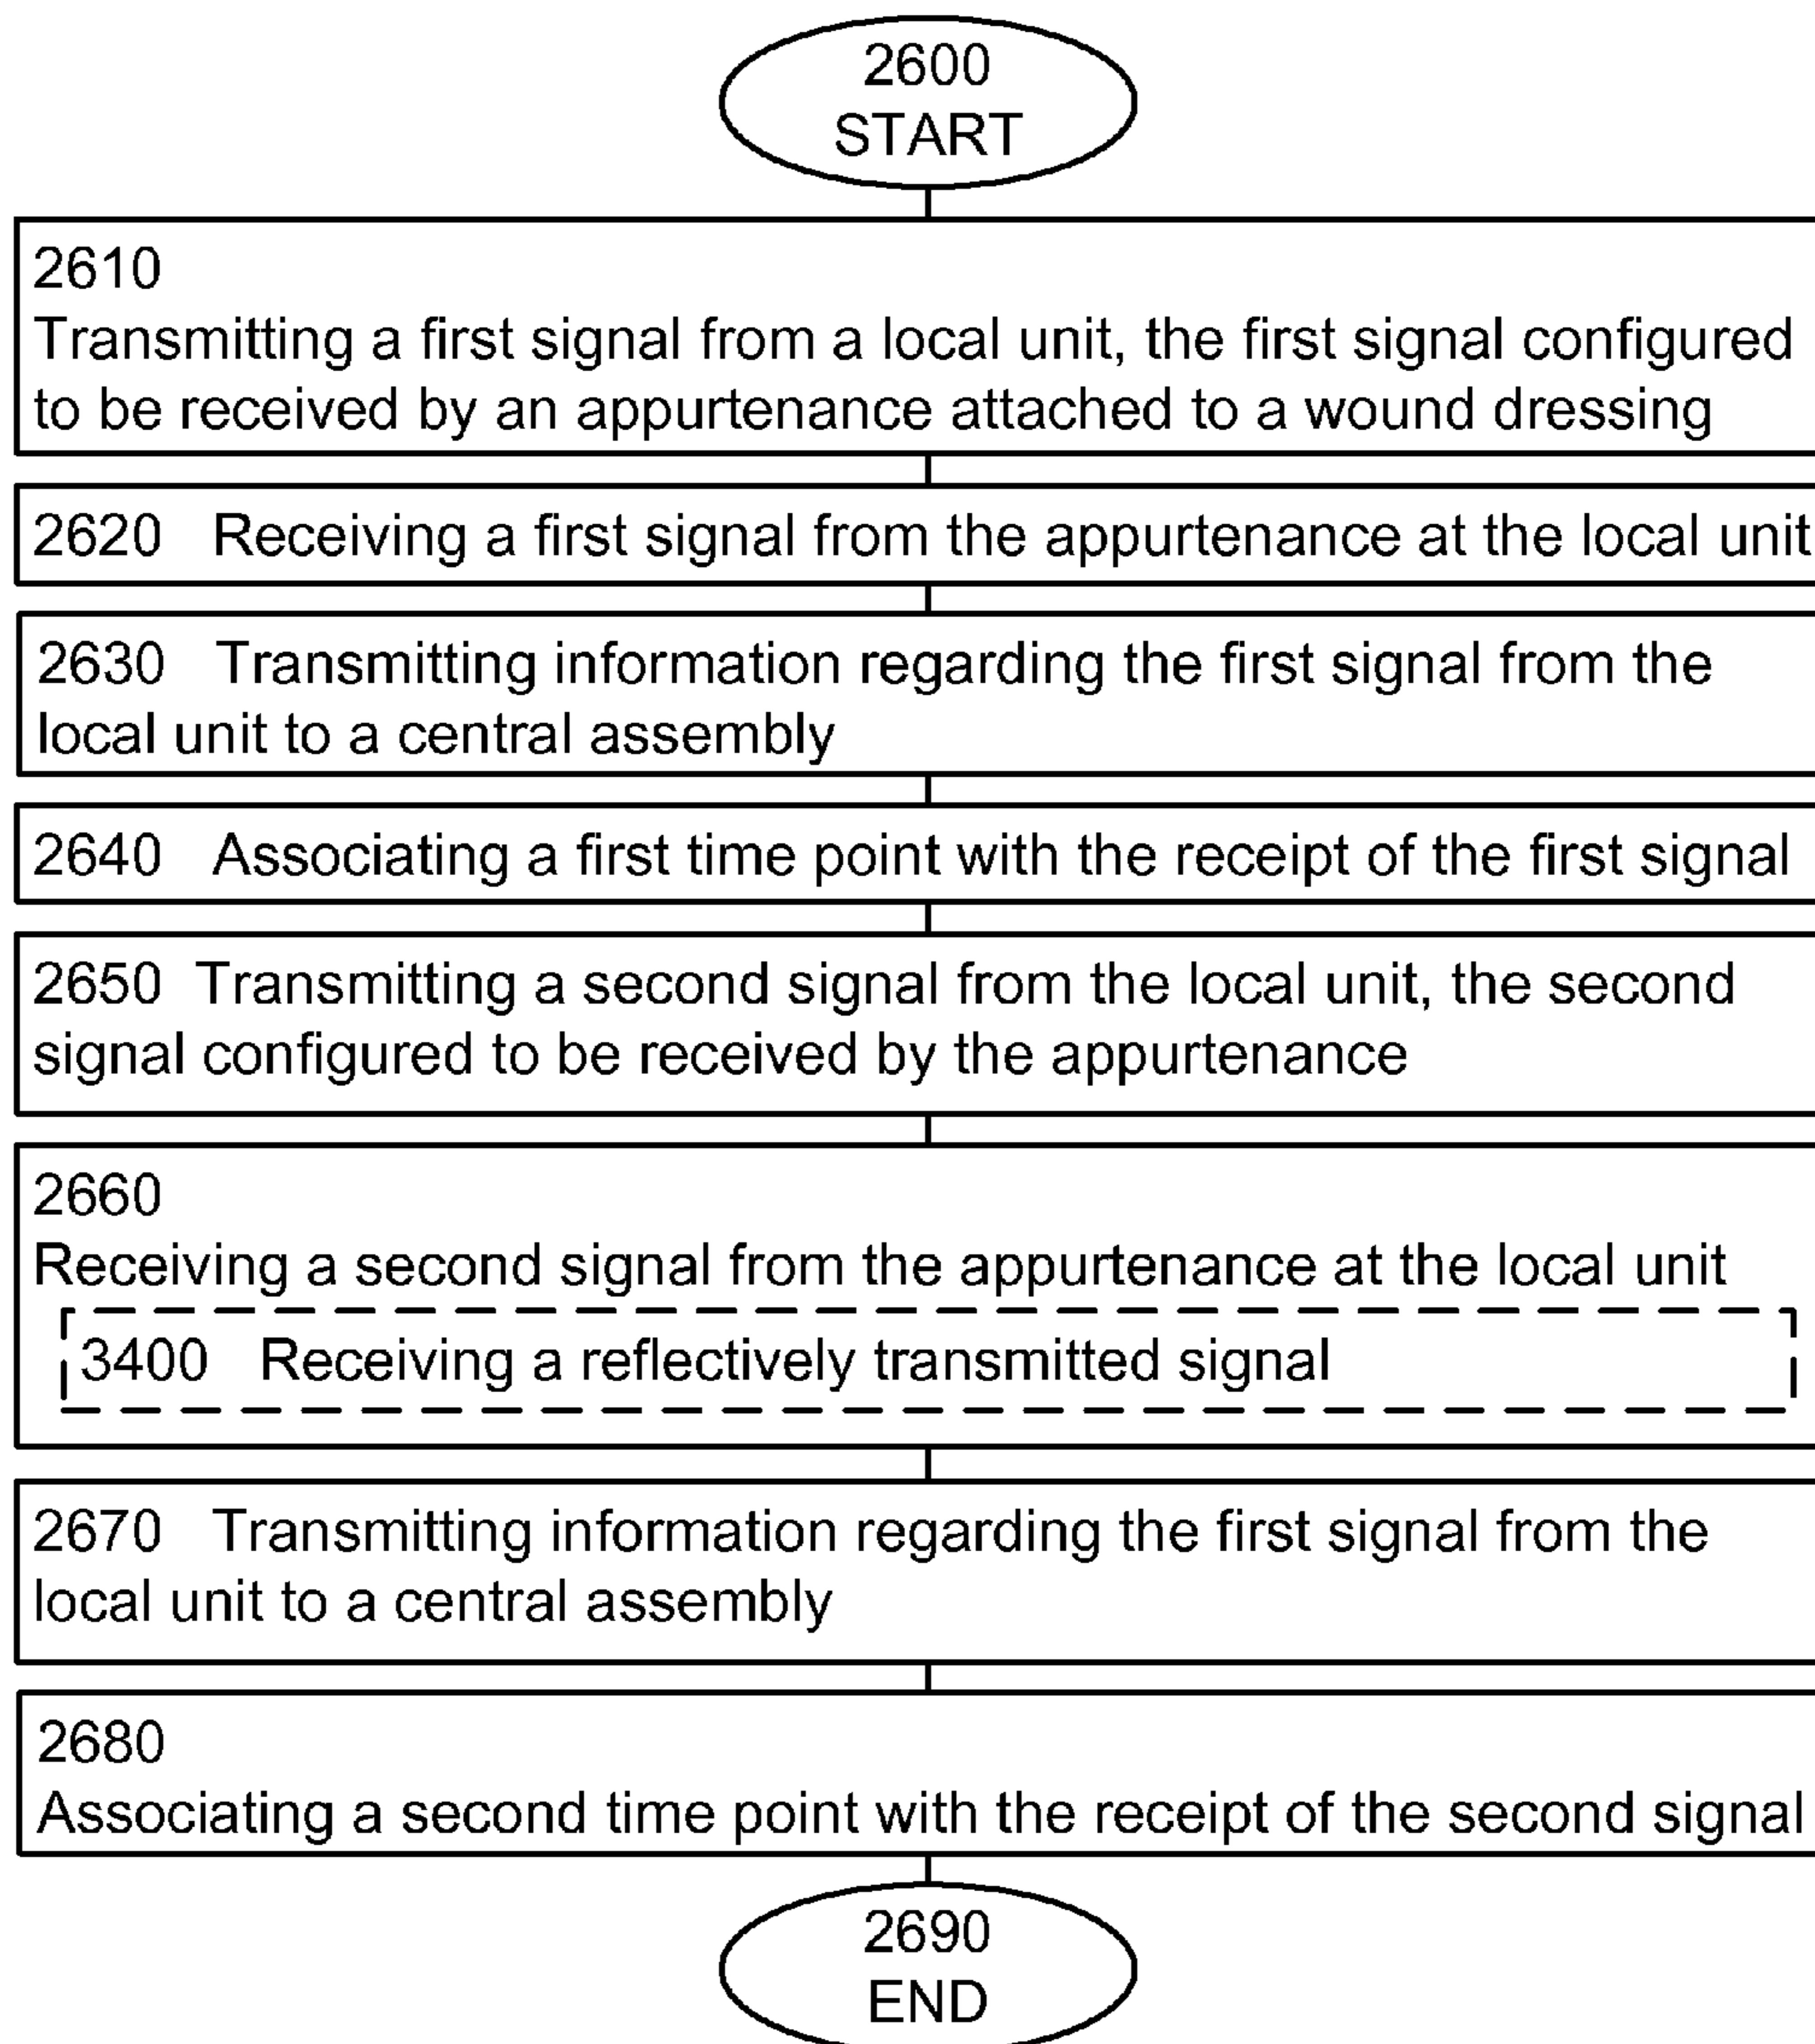 2600
START
2610
Transmitting a first signal from a local unit, the first signal configured
to be received by an appurtenance attached to a wound dressing
2620 Receiving a first signal from the appurtenance at the local unit
2630 Transmitting information regarding the first signal from the
local unit to a central assembly
2640 Associating a first time point with the receipt of the first signal
2650 Transmitting a second signal from the local unit, the second
signal configured to be received by the appurtenance
2660
Receiving a second signal from the appurtenance at the local unit
3400 Receiving a reflectively transmitted signal
2670 Transmitting information regarding the first signal from the
local unit to a central assembly
2680
Associating a second time point with the receipt of the second signal
2690
END